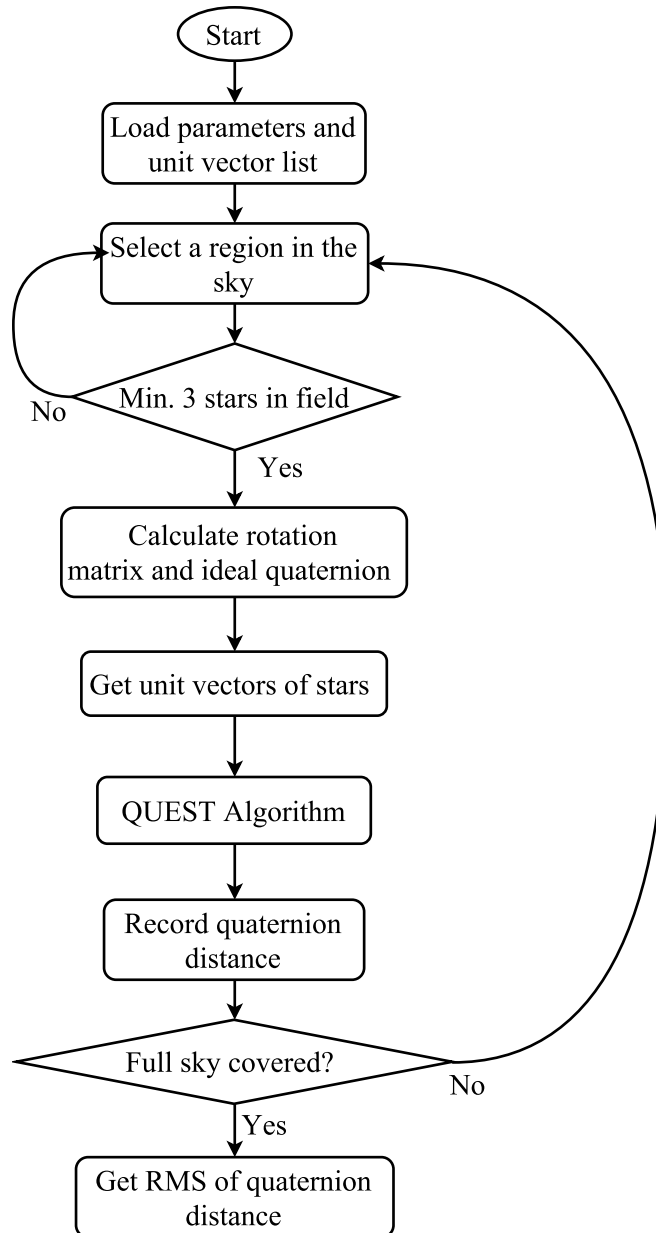 Start
Load parameters and
unit vector list
Select a region in the
sky
Min. 3 stars in field
No
Yes
Calculate rotation
matrix and ideal quaternion
Get unit vectors of stars
QUEST Algorithm
Record quaternion
distance
Full sky covered?
No
Yes
Get RMS of quaternion
distance